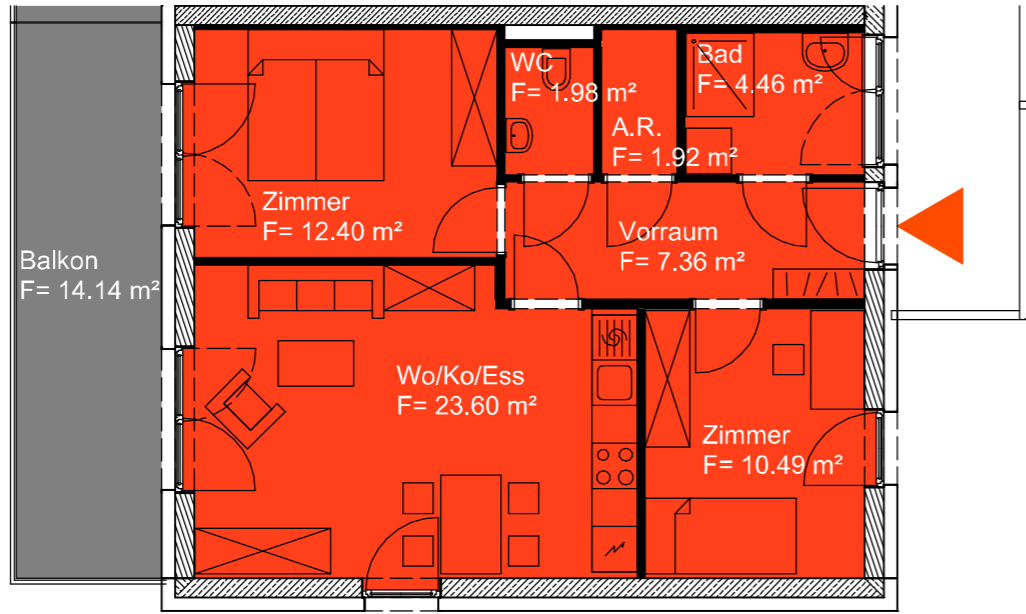 WC
F= 1.98 m²
Bad
F= 4.46 m²
A.R.
F= 1.92 m²
Zimmer
F= 12.40 m²
Vorraum
F= 7.36 m²
Balkon
F= 14.14 m²
Wo/Ko/Ess
F= 23.60 m²
Zimmer
F= 10.49 m²